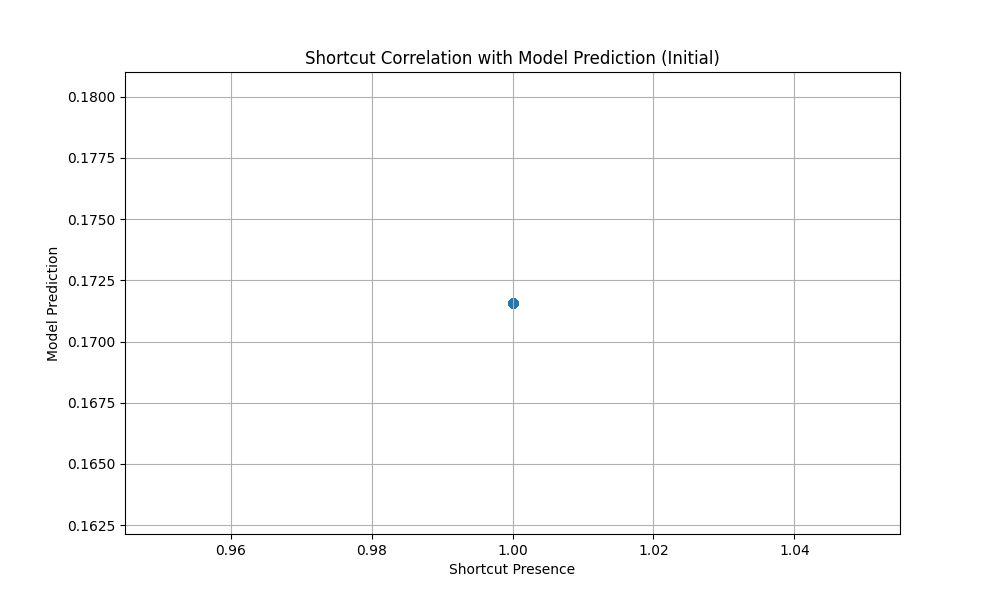 Shortcut Correlation with Model Prediction (Initial)
Model Prediction
0.1800
0.1775
0.1750
0.1725
0.1700
0.1675
0.1650
0.1625
0.96 0.98 1.00 1.02 1.04
Shortcut Presence